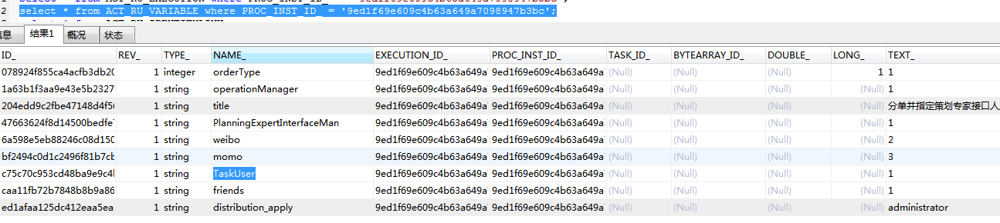 select * from ACT_RU_VARIABLE where PROC_INST_ID_ = '9ed1f69e609c4b63a649a7098947b3bc';
信息 结果1 概况 状态
ID_ REV_ TYPE_ NAME_ EXECUTION_ID_ PROC_INST_ID_ TASK_ID_ BYTEARRAY_ID_ DOUBLE_ LONG_ TEXT_
078924f855ca4acfb3db20 1 integer orderType 9ed1f69e609c4b63a649a 9ed1f69e609c4b63a649a (Null) (Null) (Null) 1 1
1a63b1f3aa9e43e5b2327 1 string operationManager 9ed1f69e609c4b63a649a 9ed1f69e609c4b63a649a (Null) (Null) (Null) (Null) 1
204edd9c2fbe47148d4f5 1 string title 9ed1f69e609c4b63a649a 9ed1f69e609c4b63a649a (Null) (Null) (Null) (Null) 分单并指定策划专家接口人
47663624f8d14500bedfe 1 string PlanningExpertInterfaceMan 9ed1f69e609c4b63a649a 9ed1f69e609c4b63a649a (Null) (Null) (Null) (Null) 1
6a598e5eb88246c08d150 1 string weibo 9ed1f69e609c4b63a649a 9ed1f69e609c4b63a649a (Null) (Null) (Null) (Null) 2
bf2494c0d1c2496f81b7cb 1 string momo 9ed1f69e609c4b63a649a 9ed1f69e609c4b63a649a (Null) (Null) (Null) (Null) 3
c75c70c953cd48ba9e9c4 1 string TaskUser 9ed1f69e609c4b63a649a 9ed1f69e609c4b63a649a (Null) (Null) (Null) (Null) 1
caa11fb72b7848b8b9a86 1 string friends 9ed1f69e609c4b63a649a 9ed1f69e609c4b63a649a (Null) (Null) (Null) (Null) 1
ed1afaa125dc412eaa5ea 1 string distribution_apply 9ed1f69e609c4b63a649a 9ed1f69e609c4b63a649a (Null) (Null) (Null) (Null) administrator